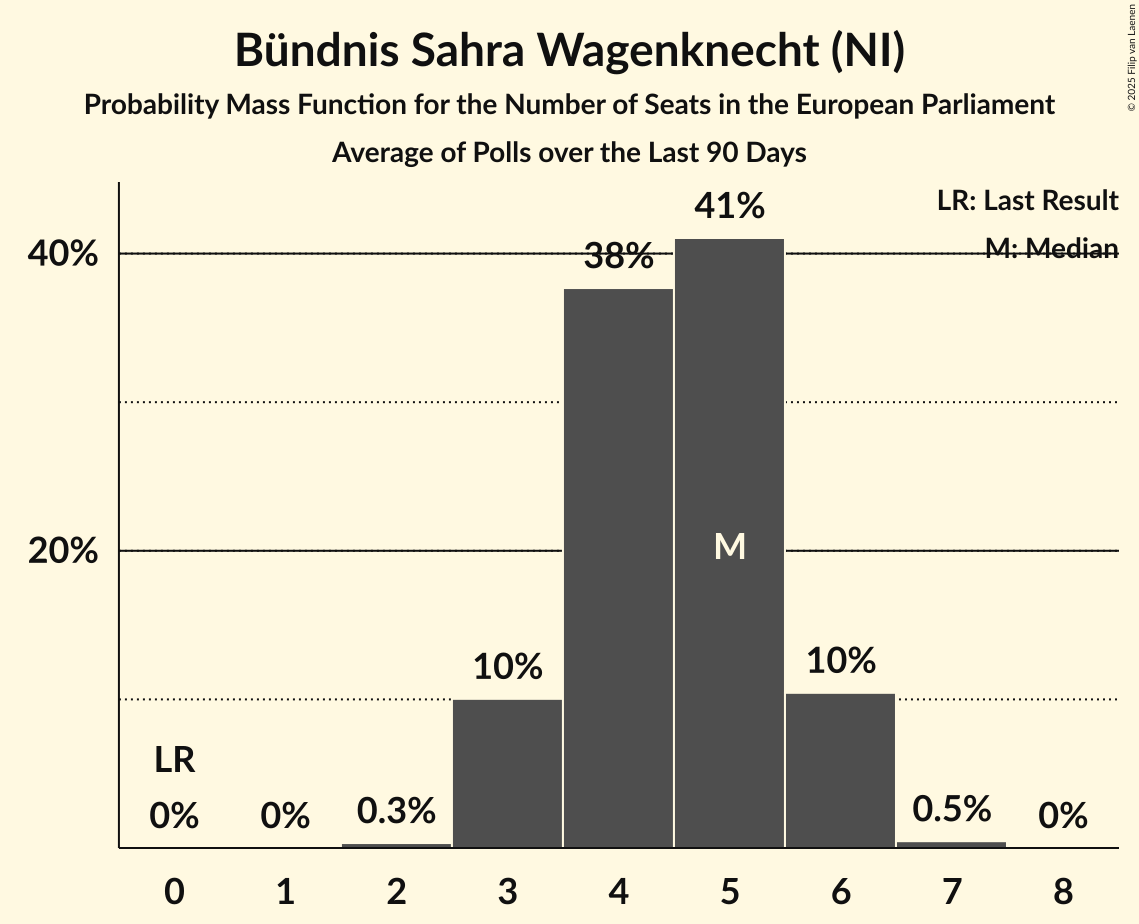 Bündnis Sahra Wagenknecht (NI)
Probability Mass Function for the Number of Seats in the European Parliament
Average of Polls over the Last 90 Days
© 2025 Filip van Laenen
LR: Last Result
M: Median
40%
20%
LR
0%
0%
0.3%
10%
38%
41%
M
10%
0.5%
0%
0 1 2 3 4 5 6 7 8